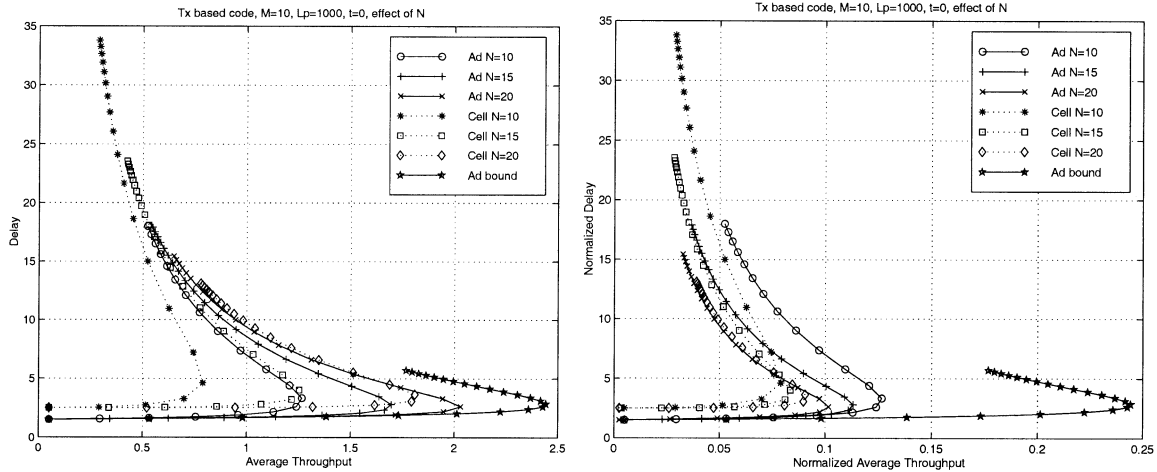 Tx based code, M=10, Lp=1000, t=0, effect of N
35
30
25
20
15
10
5
0
Delay
0
0.5
1
1.5
2
2.5
Average Throughput
Ad N=10
Ad N=15
Ad N=20
Cell N=10
Cell N=15
Cell N=20
Ad bound
Tx based code, M=10, Lp=1000, t=0, effect of N
35
30
25
20
15
10
5
0
Normalized Delay
0
0.05
0.1
0.15
0.2
0.25
Normalized Average Throughput
Ad N=10
Ad N=15
Ad N=20
Cell N=10
Cell N=15
Cell N=20
Ad bound